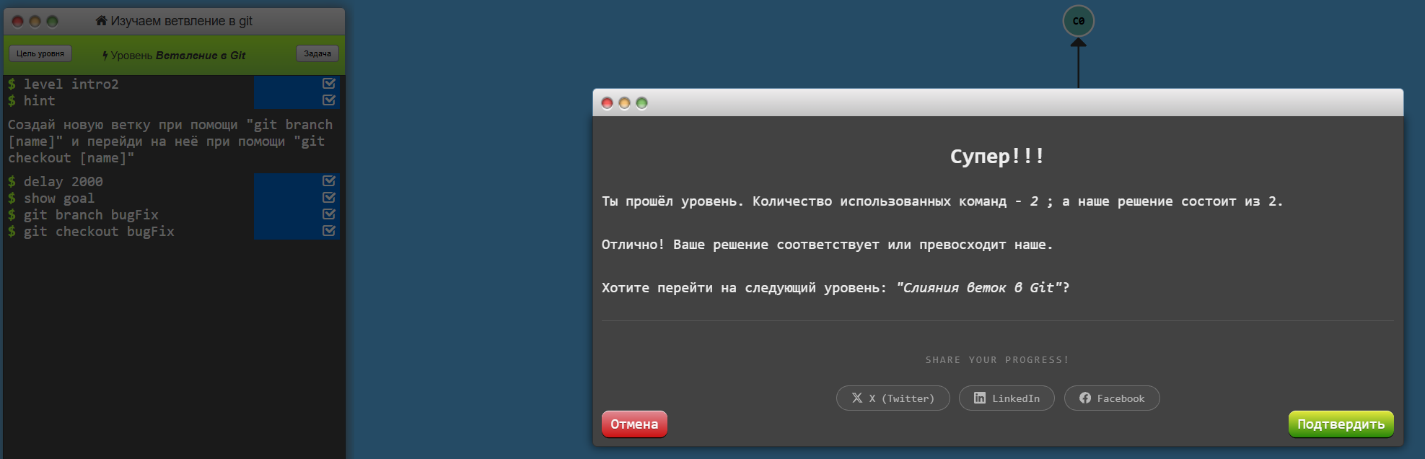 Изучаем ветвление в git
Цель уровня
Уровень Ветвление в Git
Задача
$ level intro2
$ hint
Создай новую ветку при помощи "git branch
[name]" и перейди на неё при помощи "git
checkout [name]"
$ delay 2000
$ show goal
$ git branch bugFix
$ git checkout bugFix
c0
Супер!!!
Ты прошёл уровень. Количество использованных команд - 2 ; а наше решение состоит из 2.
Отлично! Ваше решение соответствует или превосходит наше.
Хотите перейти на следующий уровень: "Слияния веток в Git"?
SHARE YOUR PROGRESS!
X (Twitter)
LinkedIn
Facebook
Отмена
Подтвердить